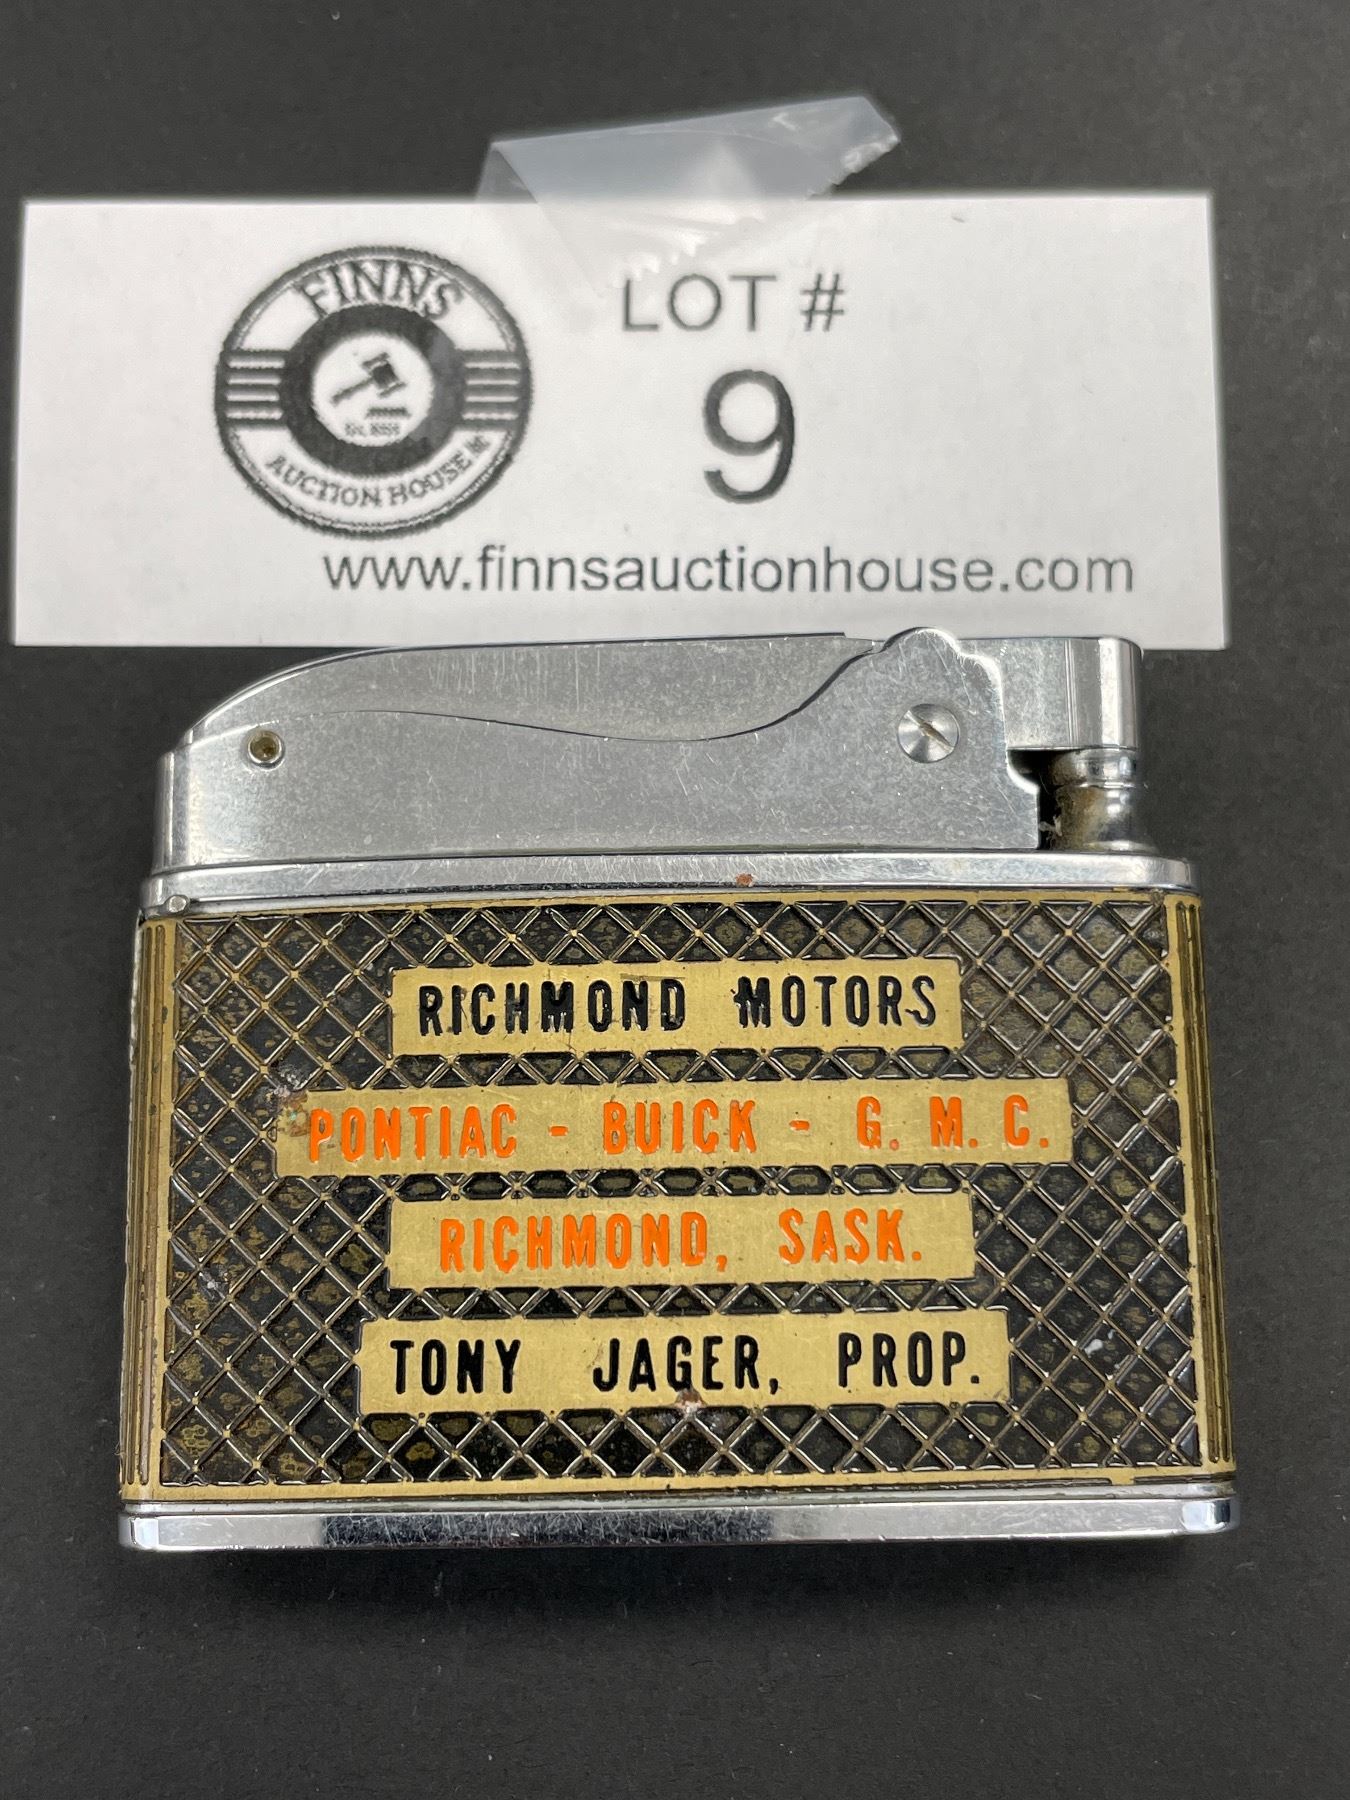 FINNS
AUCTION HOUSE
LOT #
9
www.finnsauctionhouse.com
RICHMOND MOTORS
PONTIAC - BUICK - G. M. C.
RICHMOND, SASK.
TONY JAGER, PROP.